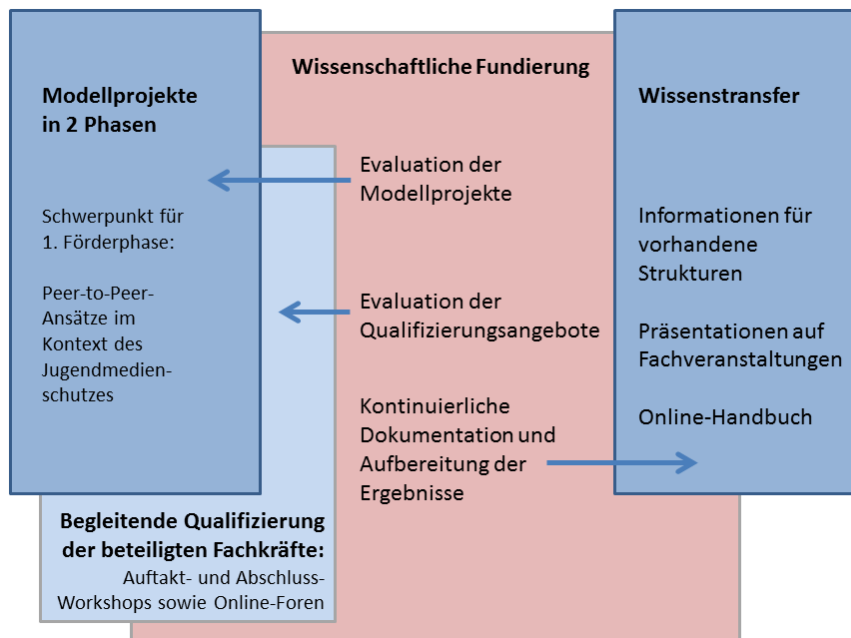 Modellprojekte
in 2 Phasen
Schwerpunkt für
1. Förderphase:
Peer-to-Peer-
Ansätze im
Kontext des
Jugendmedien-
schutzes
Begleitende Qualifizierung
der beteiligten Fachkräfte:
Auftakt- und Abschluss-
Workshops sowie Online-Foren
Wissenschaftliche Fundierung
Evaluation der
Modellprojekte
Evaluation der
Qualifizierungsangebote
Kontinuierliche
Dokumentation und
Aufbereitung der
Ergebnisse
Wissenstransfer
Informationen für
vorhandene
Strukturen
Präsentationen auf
Fachveranstaltungen
Online-Handbuch